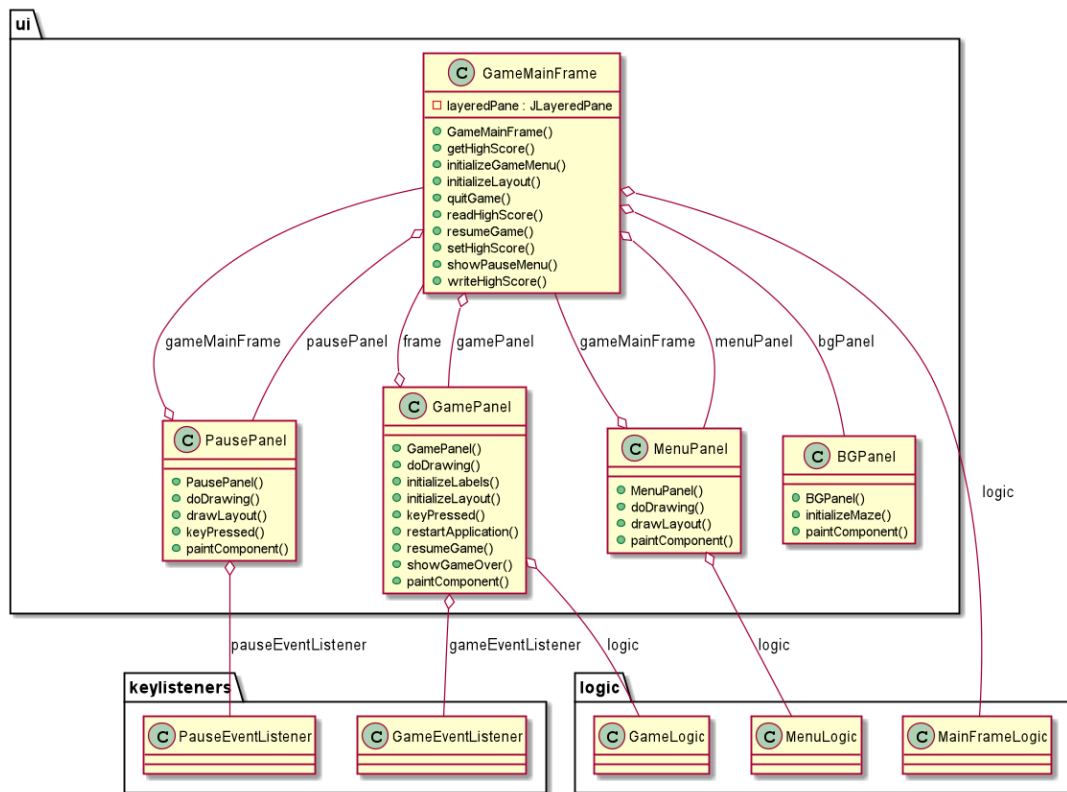 ui
C GameMainFrame
layeredPane : JLayeredPane
GameMainFrame()
getHighScore()
initializeGameMenu()
initializeLayout()
quitGame()
readHighScore()
resumeGame()
setHighScore()
showPauseMenu()
writeHighScore()
gameMainFrame
pausePanel
frame
gamePanel
gameMainFrame
menuPanel
bgPanel
logic
C PausePanel
PausePanel()
doDrawing()
drawLayout()
keyPressed()
paintComponent()
C GamePanel
GamePanel()
doDrawing()
initializeLabels()
initializeLayout()
keyPressed()
restartApplication()
resumeGame()
showGameOver()
paintComponent()
C MenuPanel
MenuPanel()
doDrawing()
drawLayout()
paintComponent()
C BGPanel
BGPanel()
initializeMaze()
paintComponent()
pauseEventListener
gameEventListener
logic
logic
keylisteners
C PauseEventListener
C GameEventListener
logic
C GameLogic
C MenuLogic
C MainFrameLogic